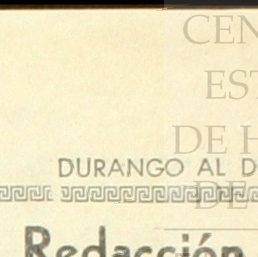 CEN
EST
DE H
DURANGO AL D
DE
Redacción